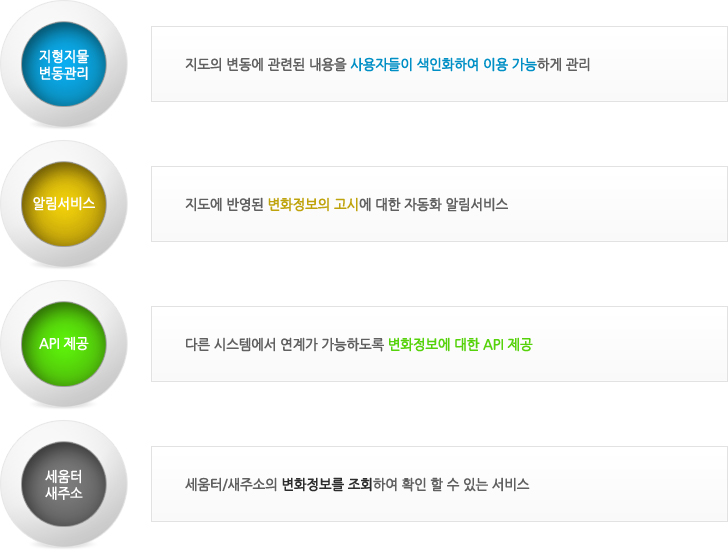 지형지물
변동관리
지도의 변동에 관련된 내용을 사용자들이 색인화하여 이용 가능하게 관리
알림서비스
지도에 반영된 변화정보의 고시에 대한 자동화 알림서비스
API 제공
다른 시스템에서 연계가 가능하도록 변화정보에 대한 API 제공
세움터
새주소
세움터/새주소의 변화정보를 조회하여 확인 할 수 있는 서비스